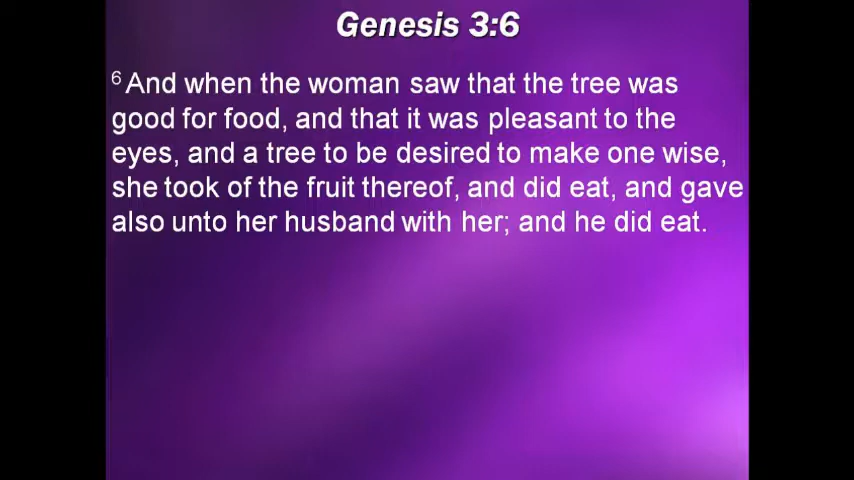 Genesis 3:6
6 And when the woman saw that the tree was
good for food, and that it was pleasant to the
eyes, and a tree to be desired to make one wise,
she took of the fruit thereof, and did eat, and gave
also unto her husband with her; and he did eat.